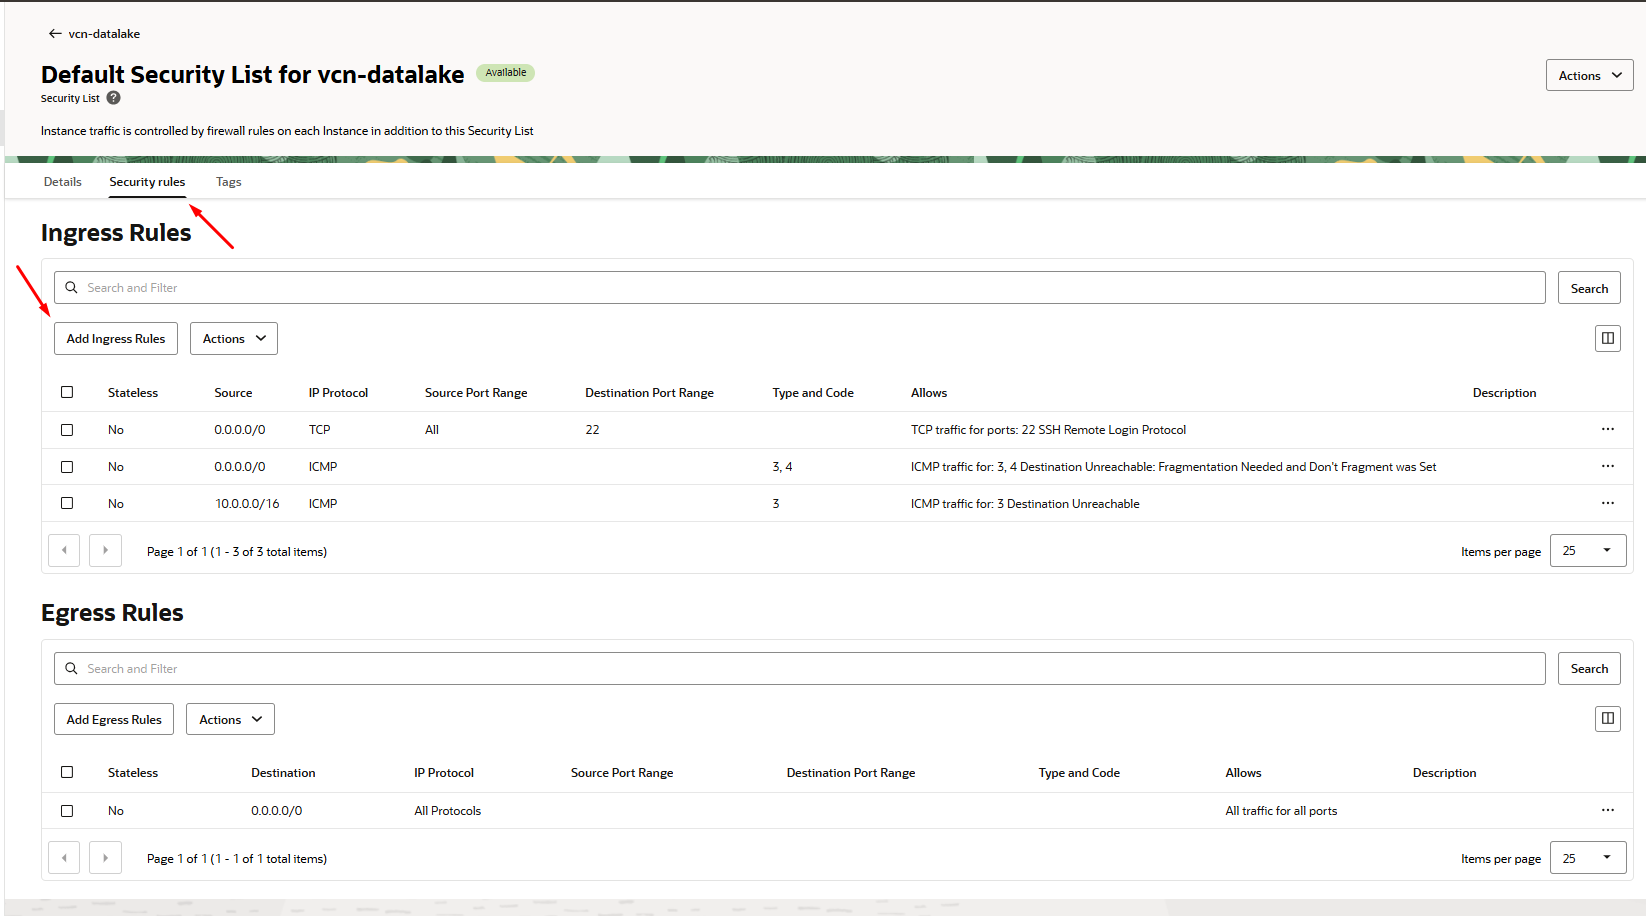 vcn-datalake
Default Security List for vcn-datalake Available
Security List ?
Actions
Instance traffic is controlled by firewall rules on each Instance in addition to this Security List
Details Security rules Tags
Ingress Rules
Search and Filter Search
Add Ingress Rules Actions
Stateless Source IP Protocol Source Port Range Destination Port Range Type and Code Allows Description
No 0.0.0.0/0 TCP All 22 TCP traffic for ports: 22 SSH Remote Login Protocol
No 0.0.0.0/0 ICMP 3, 4 ICMP traffic for: 3, 4 Destination Unreachable: Fragmentation Needed and Don't Fragment was Set
No 10.0.0.0/16 ICMP 3 ICMP traffic for: 3 Destination Unreachable
Page 1 of 1 (1 - 3 of 3 total items) Items per page 25
Egress Rules
Search and Filter Search
Add Egress Rules Actions
Stateless Destination IP Protocol Source Port Range Destination Port Range Type and Code Allows Description
No 0.0.0.0/0 All Protocols All traffic for all ports
Page 1 of 1 (1 - 1 of 1 total items) Items per page 25